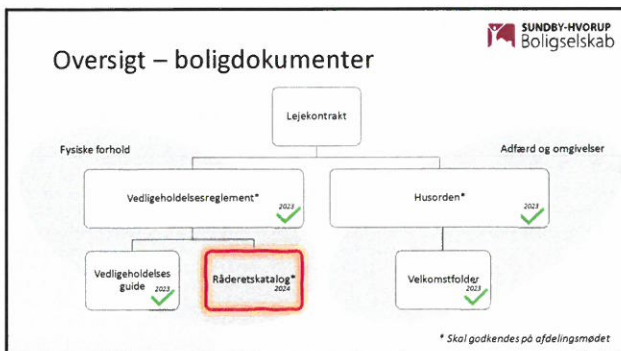 SUNDBY-HVORUP
Boligselskab
Oversigt – boligdokumenter
Lejekontrakt
Fysiske forhold
Adfærd og omgivelser
Vedligeholdelsesreglement*
2023
Husorden*
2023
Vedligeholdelses
guide
2023
Råderetskatalog*
2024
Velkomstfolder
2023
* Skal godkendes på afdelingsmødet